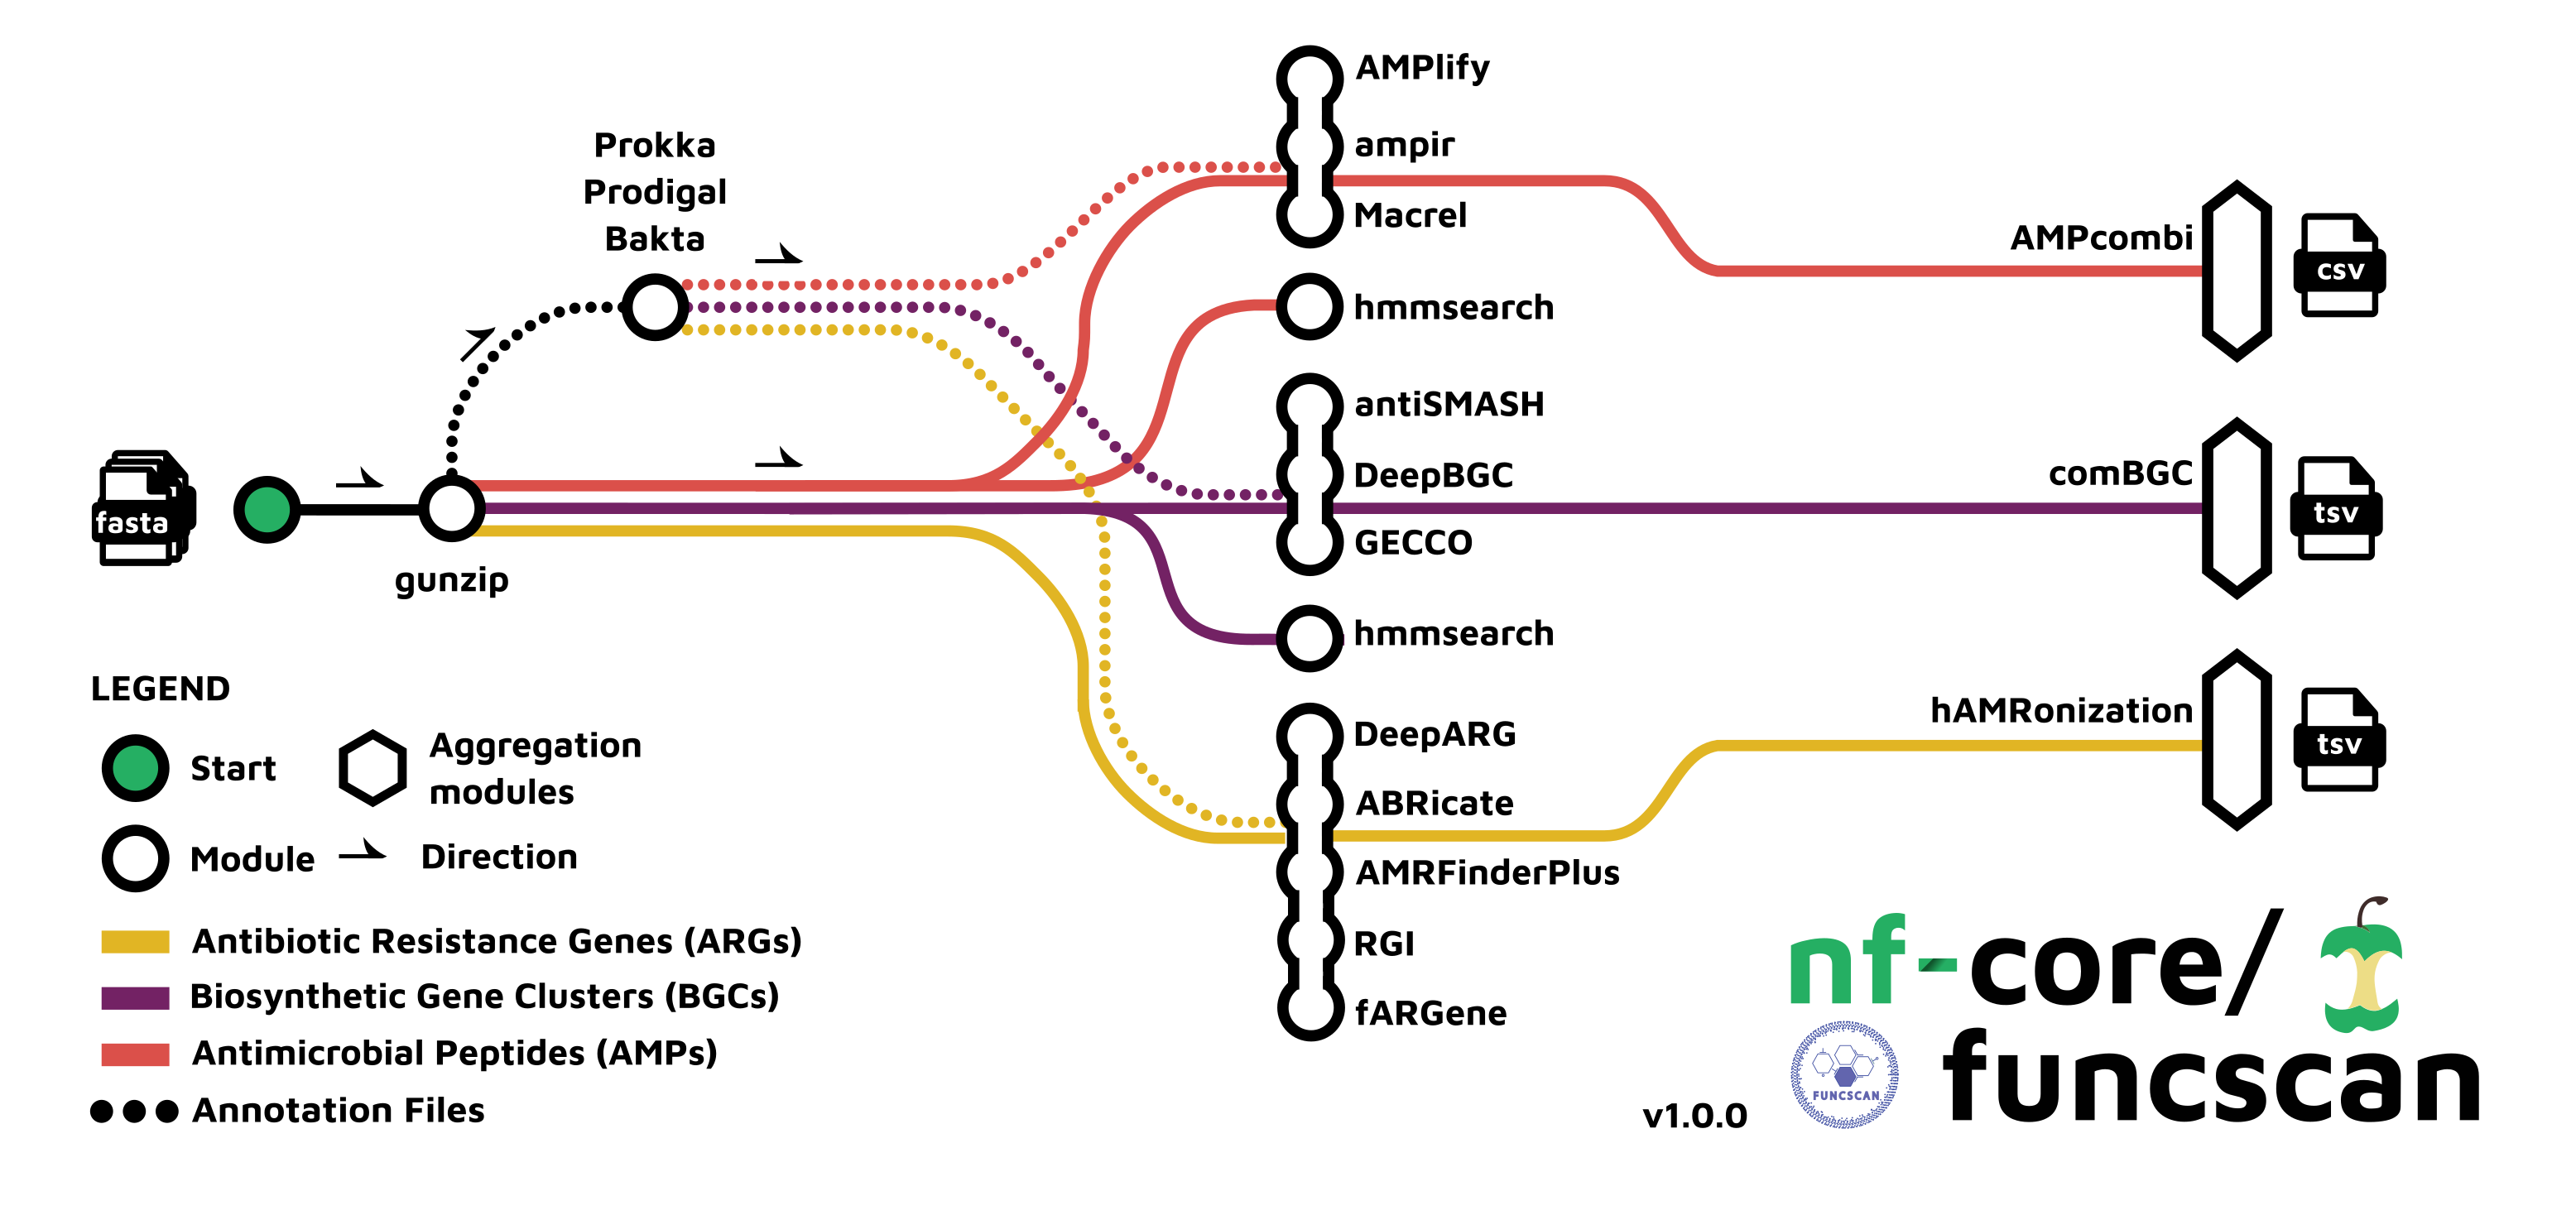 AMPlify
ampir
Macrel
Prokka
Prodigal
Bakta
hmmsearch
AMPcombi
csv
antiSMASH
DeepBGC
GECCO
comBGC
tsv
fasta
gunzip
hmmsearch
hAMRonization
tsv
DeepARG
ABRicate
AMRFinderPlus
RGI
fARGene
LEGEND
Start
Aggregation
modules
Module
Direction
Antibiotic Resistance Genes (ARGs)
Biosynthetic Gene Clusters (BGCs)
Antimicrobial Peptides (AMPs)
Annotation Files
nf-core/
funcscan
FUNCSCAN
v1.0.0